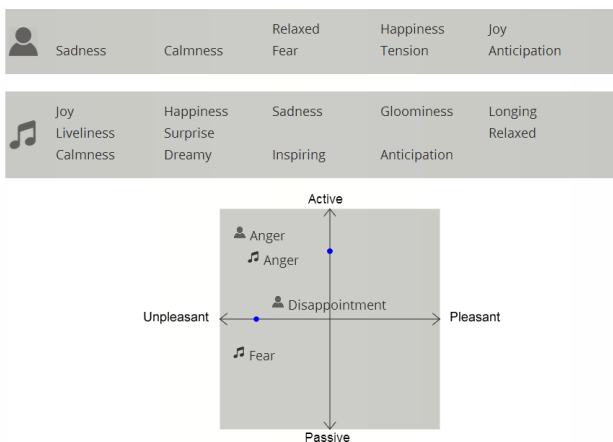 Relaxed Happiness Joy
Sadness Calmness Fear Tension Anticipation
Joy Happiness Sadness Gloominess Longing
Liveliness Surprise Relaxed
Calmness Dreamy Inspiring Anticipation
Active
Anger
Anger
Disappointment
Unpleasant Pleasant
Fear
Passive